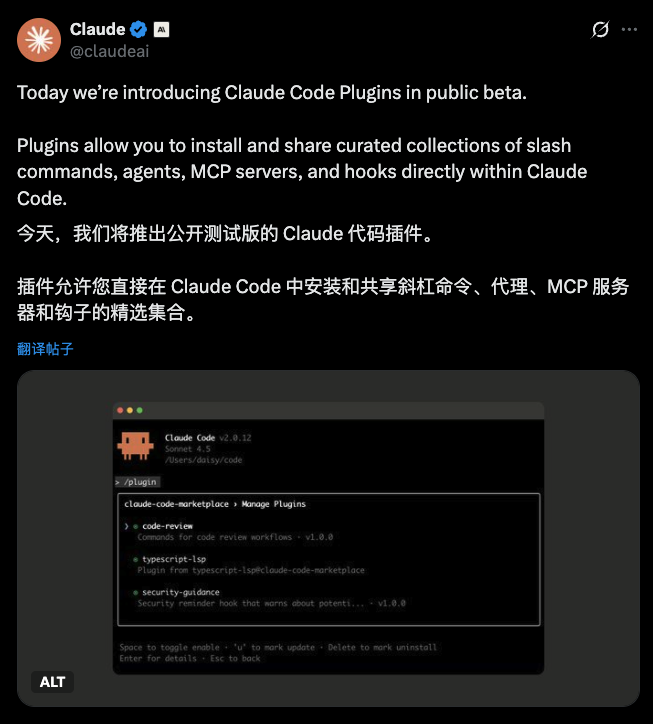 Claude
@claudeai
Today we're introducing Claude Code Plugins in public beta.
Plugins allow you to install and share curated collections of slash
commands, agents, MCP servers, and hooks directly within Claude
Code.
今天，我们将推出公开测试版的 Claude 代码插件。
插件允许您直接在 Claude Code 中安装和共享斜杠命令、代理、MCP 服务
器和钩子的精选集合。
翻译帖子
Claude Code v2.0.12
Sonnet 4.5
/Users/daisy/code
> /plugin
claude-code-marketplace › Manage Plugins
❯ ● code-review
Commands for code review workflows · v1.0.0
● typescript-lsp
Plugin from typescript-lsp@claude-code-marketplace
● security-guidance
Security reminder hook that warns about potenti... · v1.0.0
Space to toggle enable · 'u' to mark update · Delete to mark uninstall
Enter for details · Esc to back
ALT